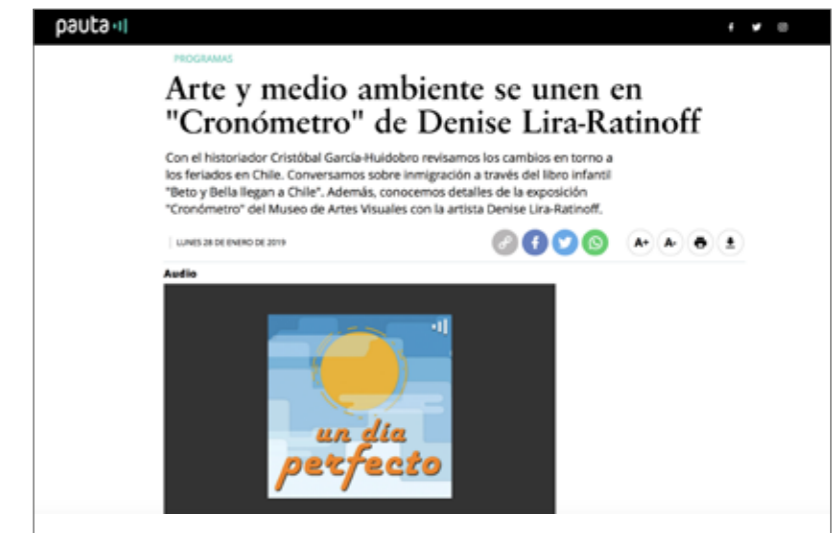 pauta
PROGRAMAS
Arte y medio ambiente se unen en
"Cronómetro" de Denise Lira-Ratinoff
Con el historiador Cristóbal García-Huidobro revisamos los cambios en torno a
los feriados en Chile. Conversamos sobre inmigración a través del libro infantil
"Beto y Bella llegan a Chile". Además, conocemos detalles de la exposición
"Cronómetro" del Museo de Artes Visuales con la artista Denise Lira-Ratinoff.
LUNES 28 DE ENERO DE 2019
A+ A-
Audio
un día
perfecto